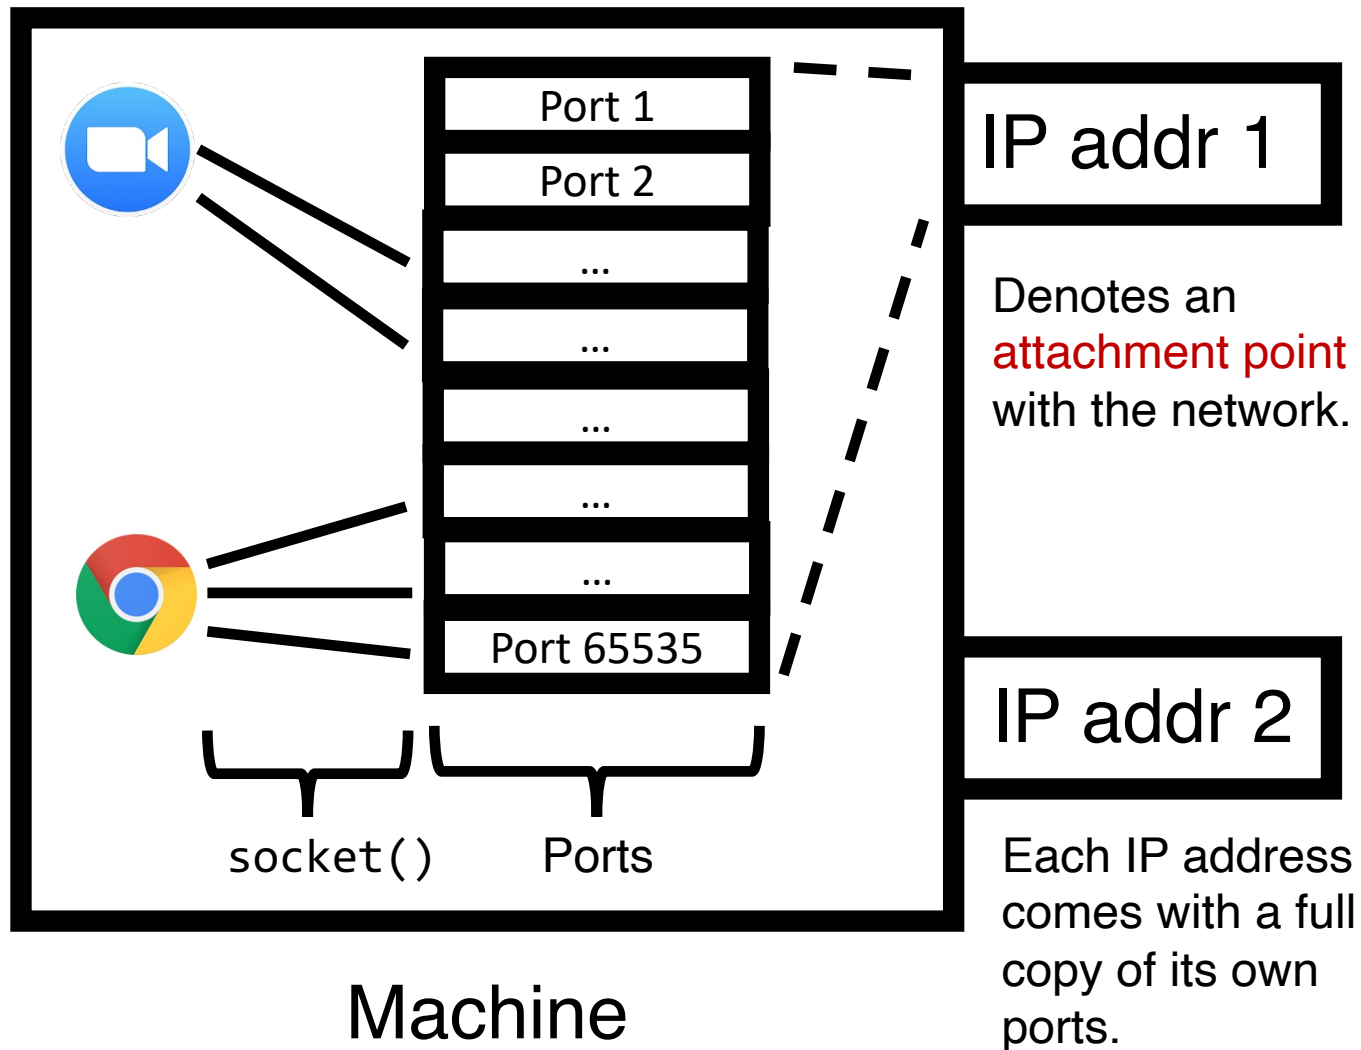 Port 1
Port 2
...
...
...
...
...
Port 65535
socket()
Ports
Machine
IP addr 1
Denotes an
attachment point
with the network.
IP addr 2
Each IP address
comes with a full
copy of its own
ports.